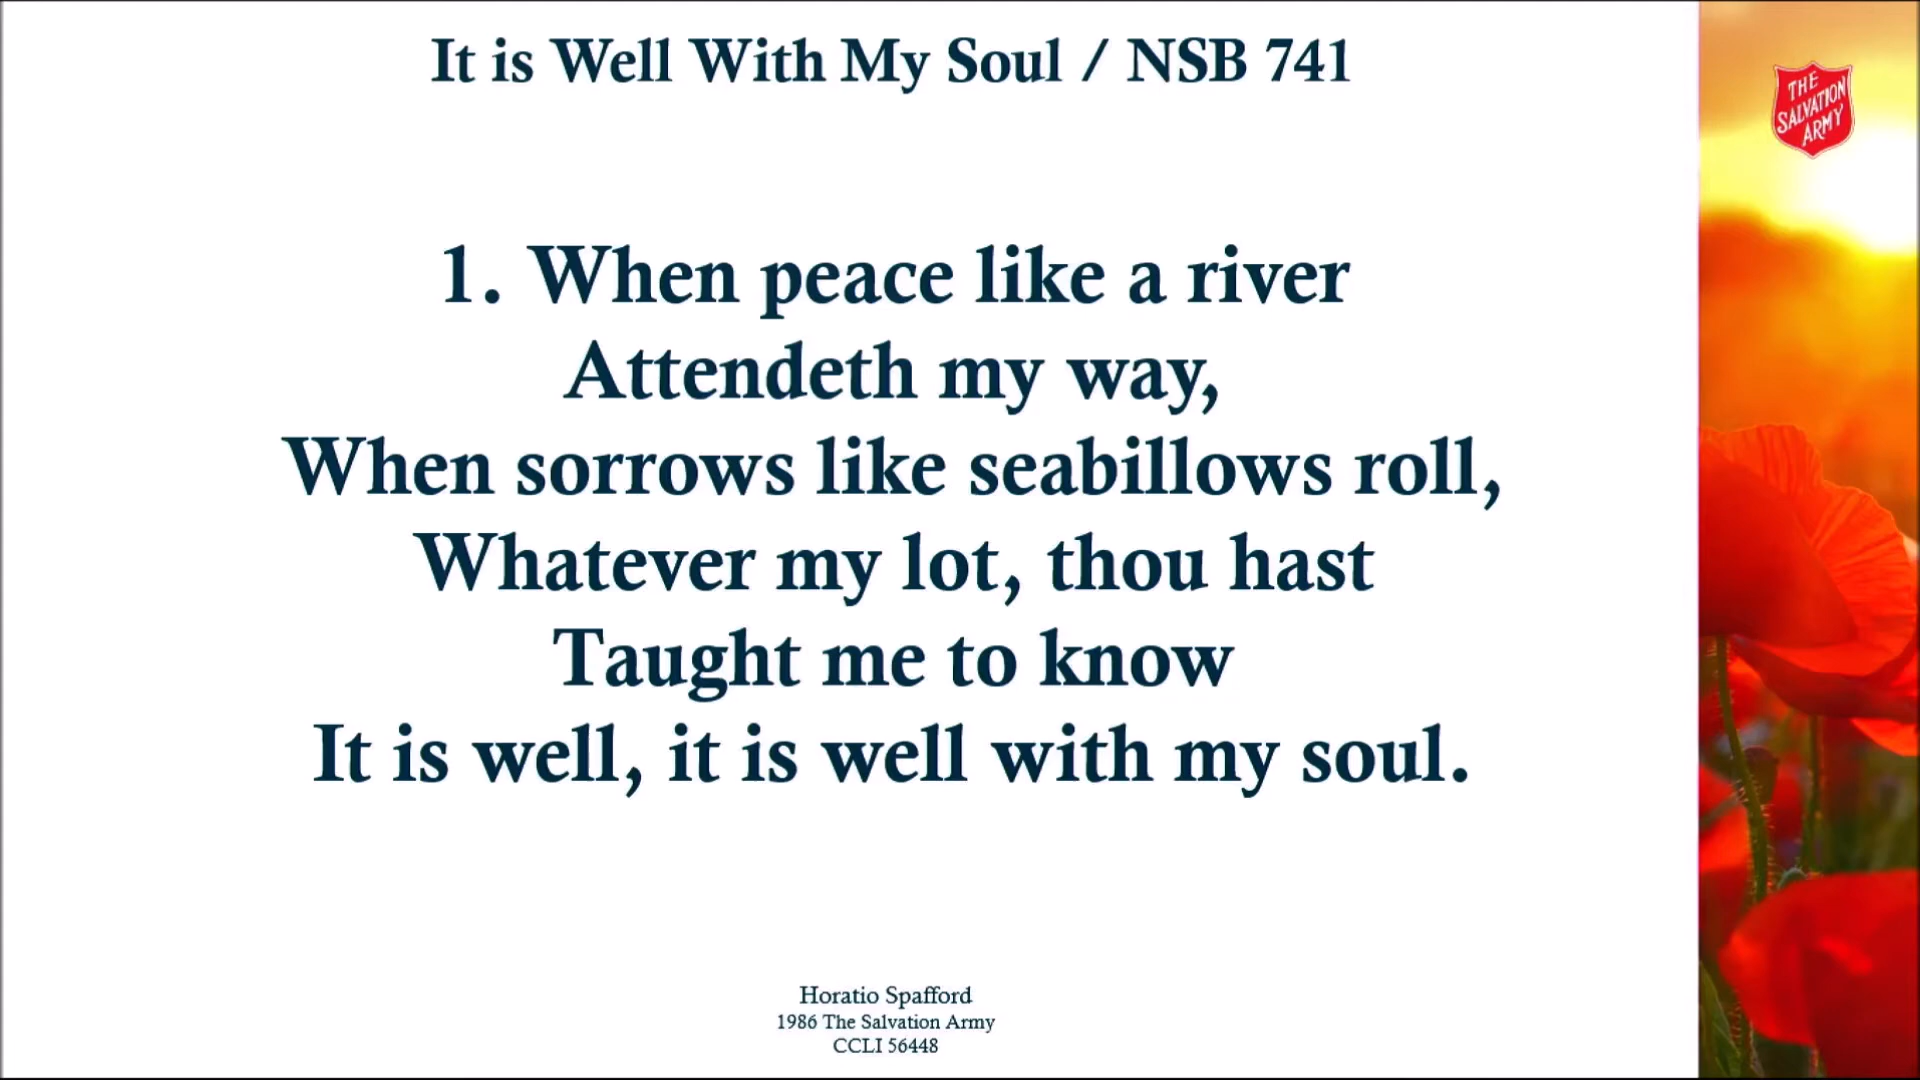 It is Well With My Soul / NSB 741
THE
SALVATION
ARMY
1. When peace like a river
Attendeth my way,
When sorrows like seabillows roll,
Whatever my lot, thou hast
Taught me to know
It is well, it is well with my soul.
Horatio Spafford
1986 The Salvation Army
CCLI 56448